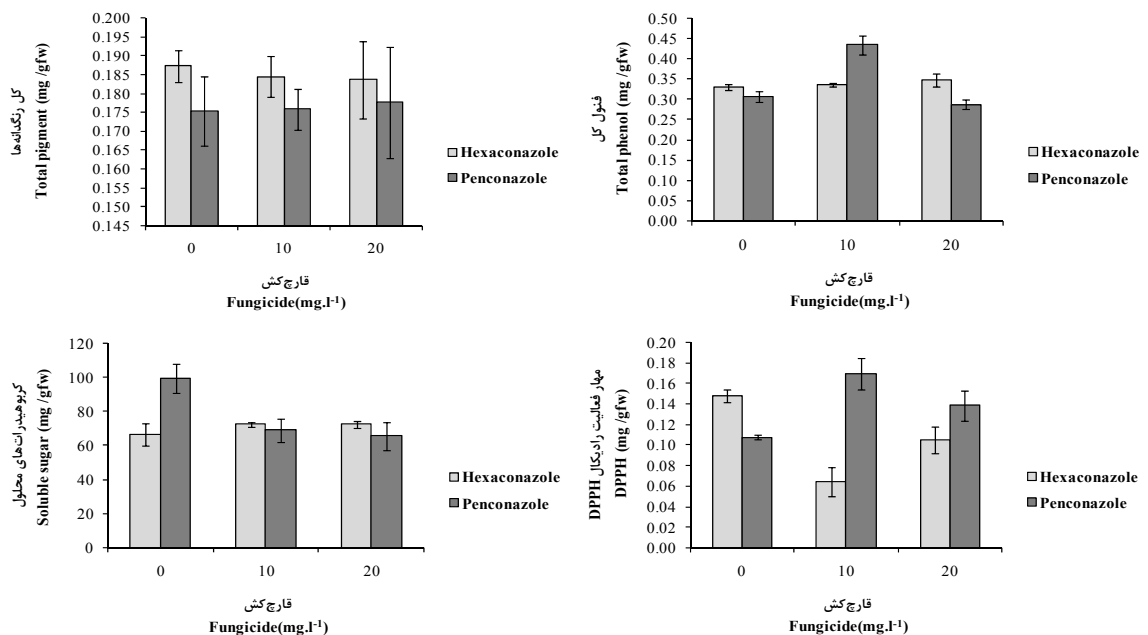 کل رنگدانه‌ها
Total pigment (mg /gfw)
0.200
0.195
0.190
0.185
0.180
0.175
0.170
0.165
0.160
0.155
0.150
0.145
0
10
20
قارچ‌کش
Fungicide(mg.l⁻¹)
Hexaconazole
Penconazole
فنول کل
Total phenol (mg /gfw)
0.50
0.45
0.40
0.35
0.30
0.25
0.20
0.15
0.10
0.05
0.00
0
10
20
قارچ‌کش
Fungicide(mg.l⁻¹)
Hexaconazole
Penconazole
کربوهیدرات‌های محلول
Soluble sugar (mg /gfw)
120
100
80
60
40
20
0
0
10
20
قارچ‌کش
Fungicide(mg.l⁻¹)
Hexaconazole
Penconazole
مهار فعالیت رادیکال DPPH
DPPH (mg /gfw)
0.20
0.18
0.16
0.14
0.12
0.10
0.08
0.06
0.04
0.02
0.00
0
10
20
قارچ‌کش
Fungicide(mg.l⁻¹)
Hexaconazole
Penconazole